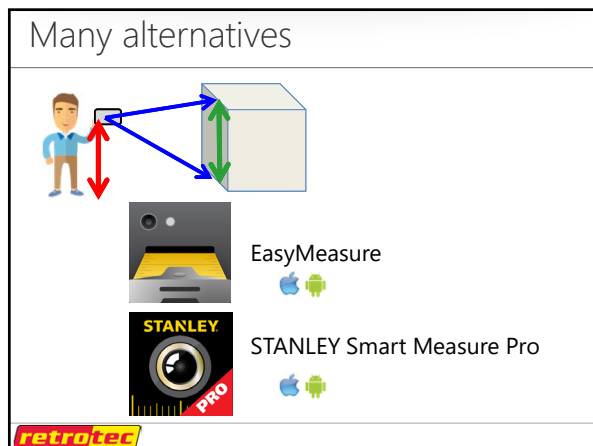 Many alternatives
EasyMeasure
STANLEY
PRO
STANLEY Smart Measure Pro
retrotec